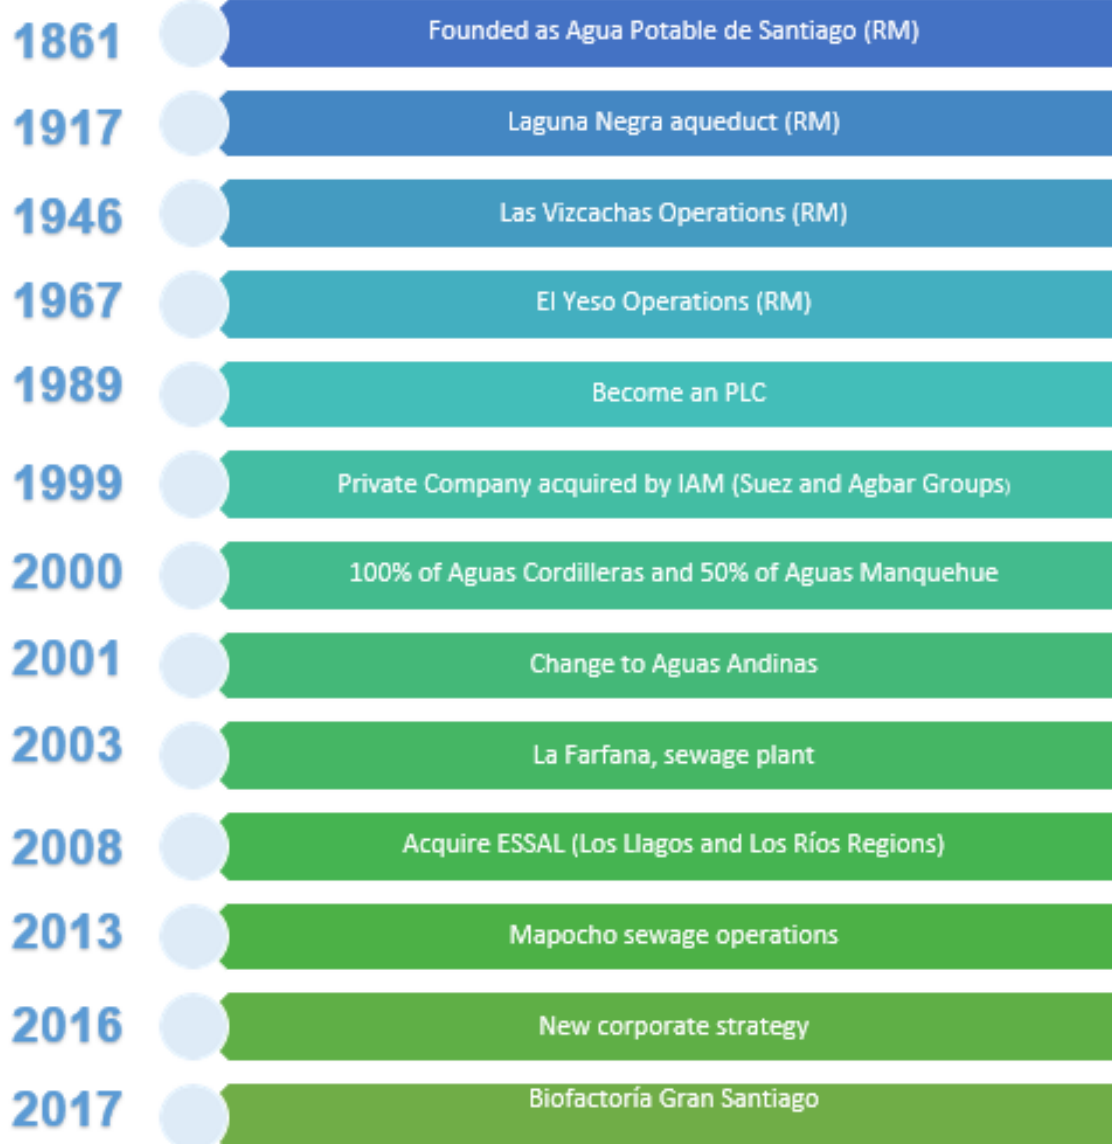 1861
Founded as Agua Potable de Santiago (RM)
1917
Laguna Negra aqueduct (RM)
1946
Las Vizcachas Operations (RM)
1967
El Yeso Operations (RM)
1989
Become an PLC
1999
Private Company acquired by IAM (Suez and Agbar Groups)
2000
100% of Aguas Cordilleras and 50% of Aguas Manquehue
2001
Change to Aguas Andinas
2003
La Farfana, sewage plant
2008
Acquire ESSAL (Los Llagos and Los Ríos Regions)
2013
Mapocho sewage operations
2016
New corporate strategy
2017
Biofactoría Gran Santiago